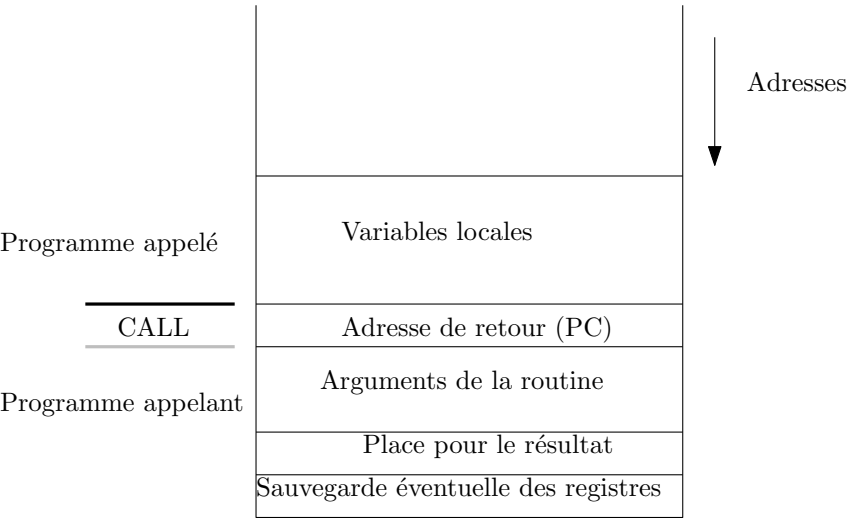 Adresses
Variables locales
Programme appelé
CALL
Adresse de retour (PC)
Arguments de la routine
Programme appelant
Place pour le résultat
Sauvegarde éventuelle des registres